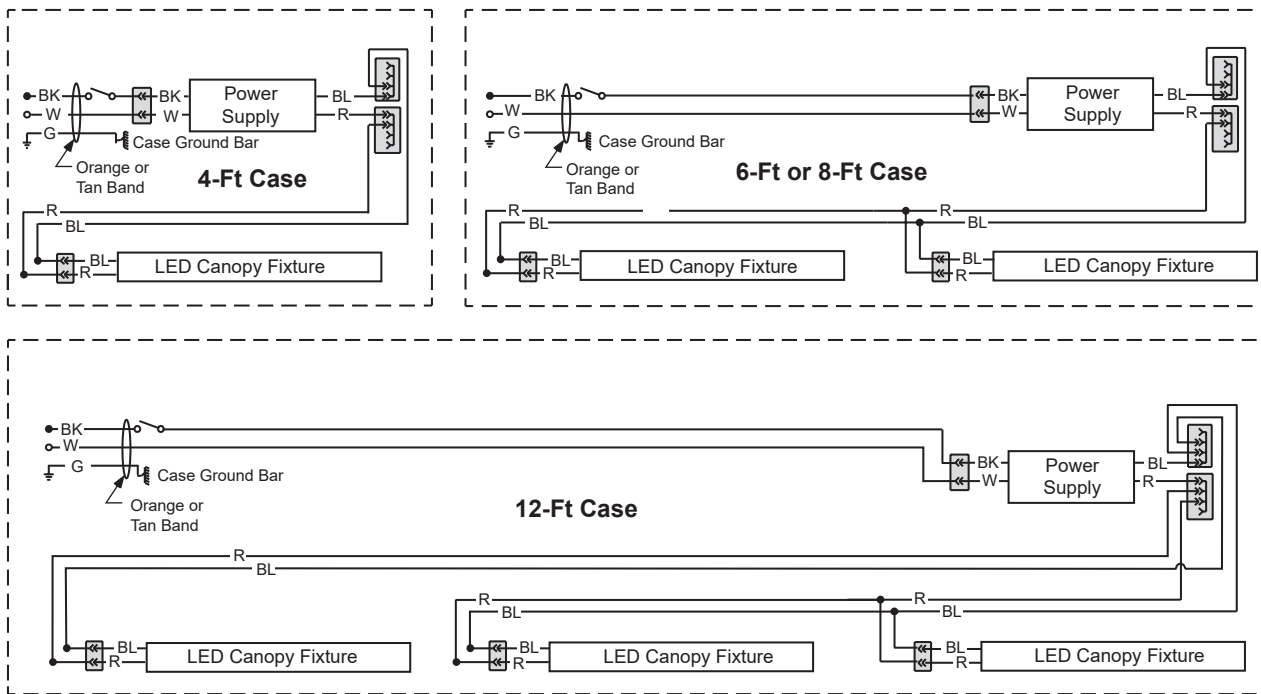 BK
BK
Power
Supply
BL
W
W
R
G
Case Ground Bar
Orange or
Tan Band
4-Ft Case
R
BL
BL
R
LED Canopy Fixture
BK
BK
Power
Supply
BL
W
W
R
G
Case Ground Bar
Orange or
Tan Band
6-Ft or 8-Ft Case
R
R
BL
BL
BL
R
LED Canopy Fixture
BL
R
LED Canopy Fixture
BK
W
G
Case Ground Bar
Orange or
Tan Band
12-Ft Case
BK
W
Power
Supply
BL
R
R
BL
R
R
BL
BL
BL
R
LED Canopy Fixture
BL
R
LED Canopy Fixture
BL
R
LED Canopy Fixture